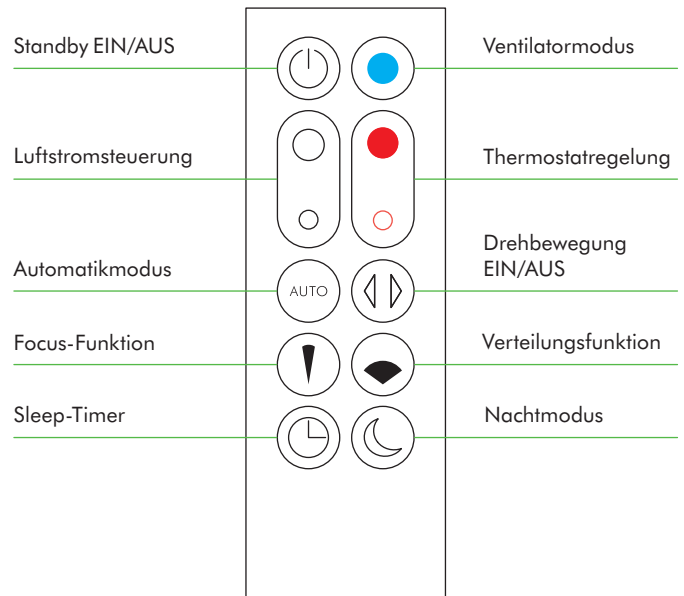 Standby EIN/AUS
Ventilatormodus
Luftstromsteuerung
Thermostatregelung
Automatikmodus
AUTO
Drehbewegung
EIN/AUS
Focus-Funktion
Verteilungsfunktion
Sleep-Timer
Nachtmodus